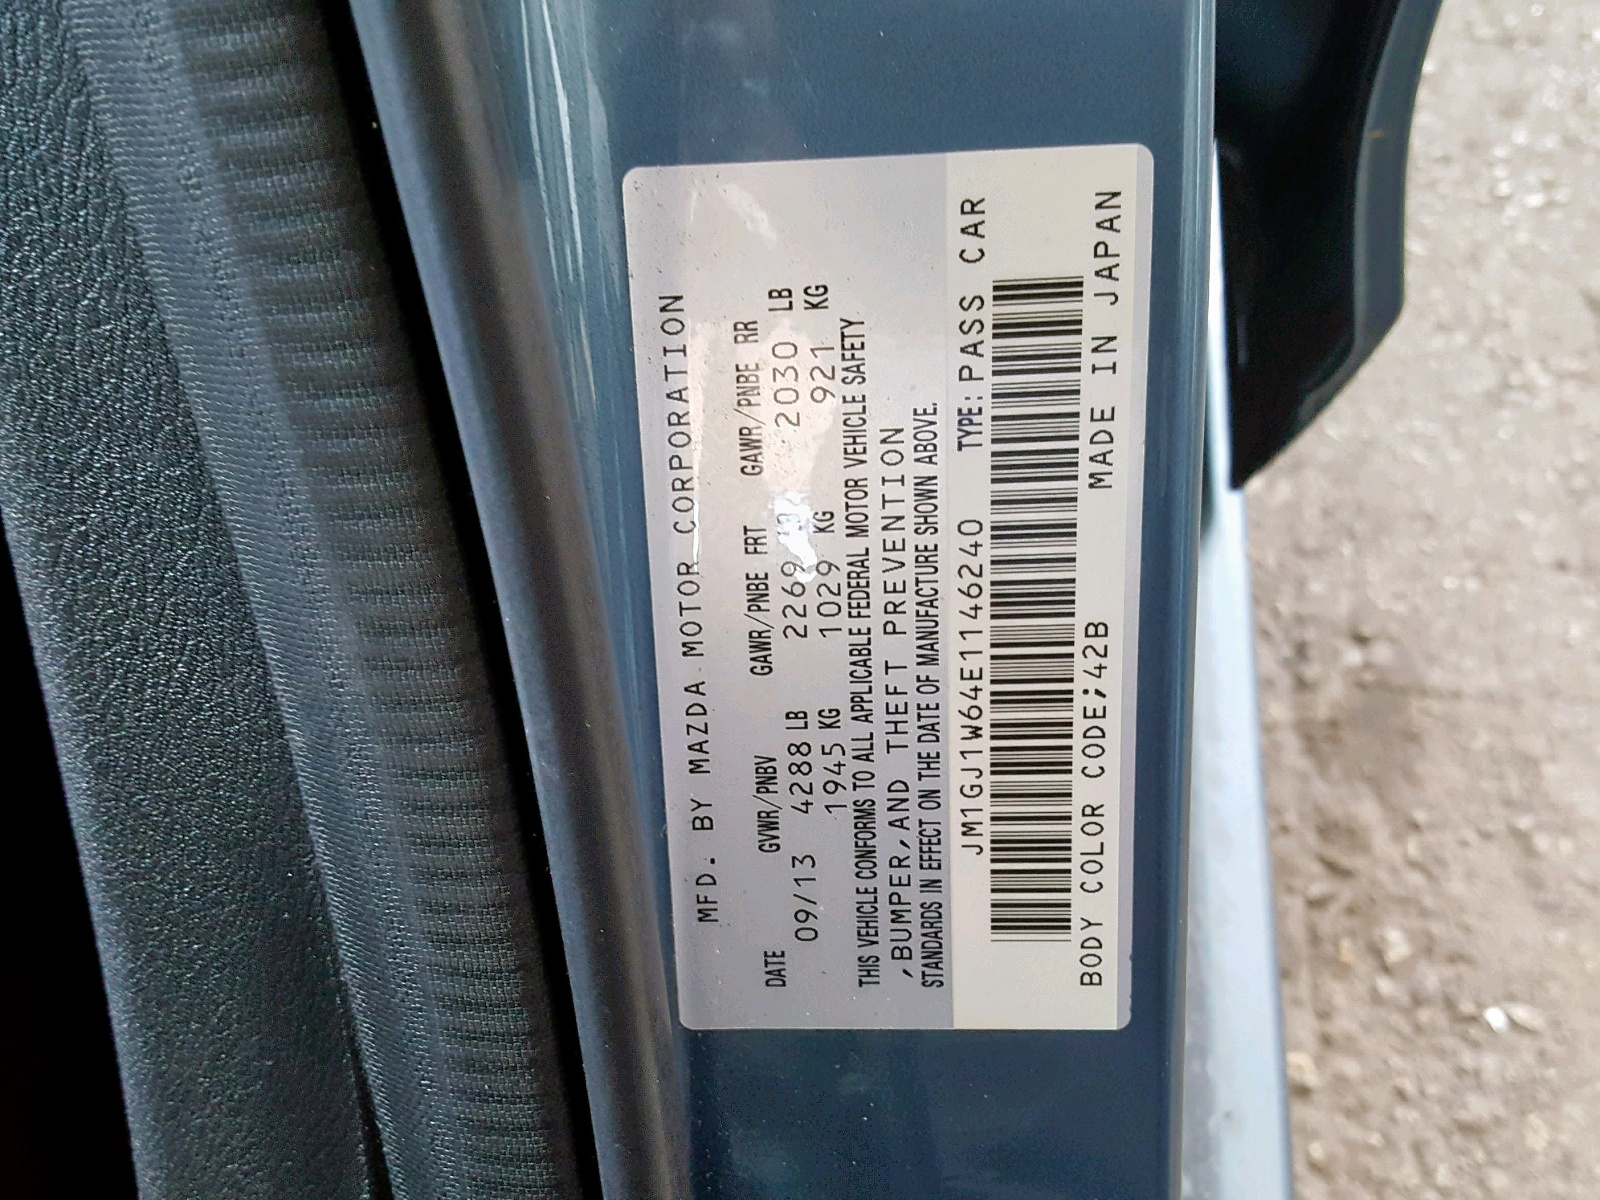 MFD. BY MAZDA MOTOR CORPORATION
DATE GVWR/PNBV GAWR/PNBE FRT GAWR/PNBE RR
09/13 4288 LB 2269 LB 2030 LB
1945 KG 1029 KG 921 KG
THIS VEHICLE CONFORMS TO ALL APPLICABLE FEDERAL MOTOR VEHICLE SAFETY
,BUMPER,AND THEFT PREVENTION
STANDARDS IN EFFECT ON THE DATE OF MANUFACTURE SHOWN ABOVE.
JM1GJ1W64E1146240 TYPE: PASS CAR
BODY COLOR CODE;42B MADE IN JAPAN